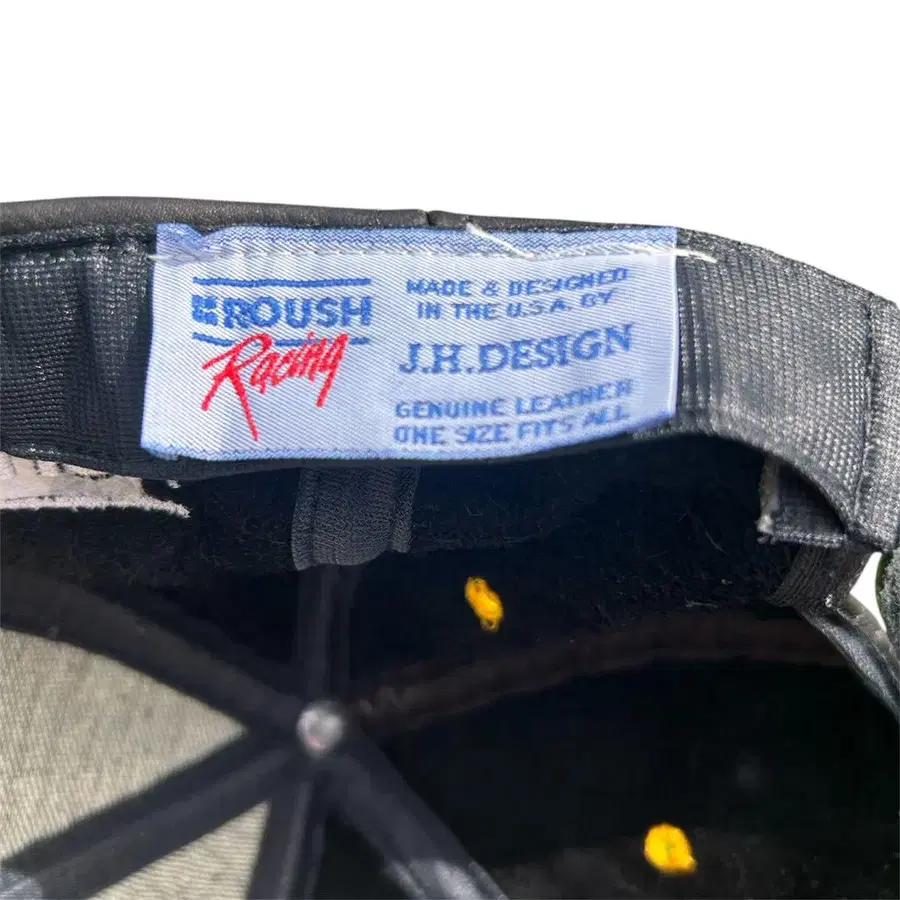 ROUSH
Racing
MADE & DESIGNED
IN THE U.S.A. BY
J.H.DESIGN
GENUINE LEATHER
ONE SIZE FITS ALL